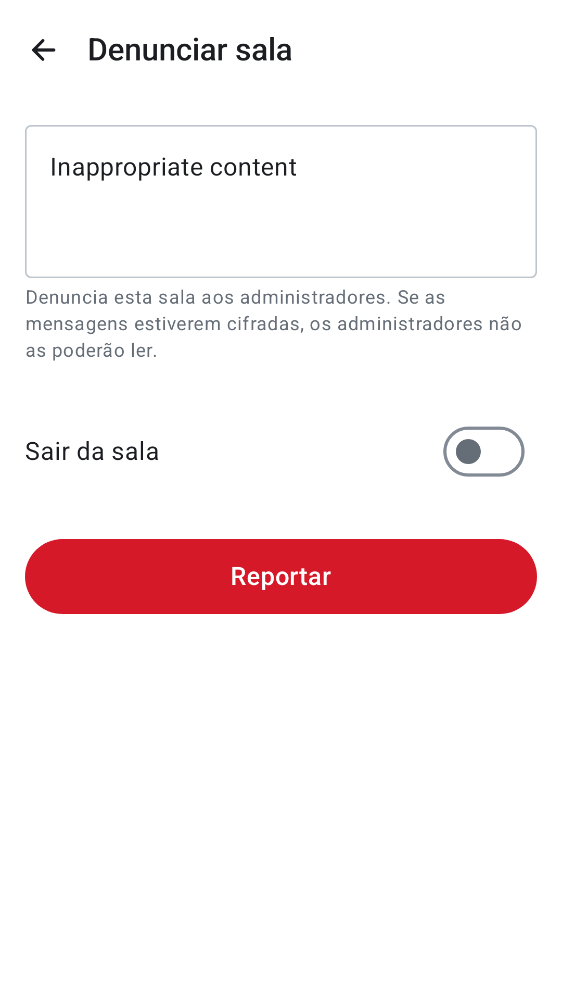 Denunciar sala
Inappropriate content
Denuncia esta sala aos administradores. Se as
mensagens estiverem cifradas, os administradores não
as poderão ler.
Sair da sala
Reportar